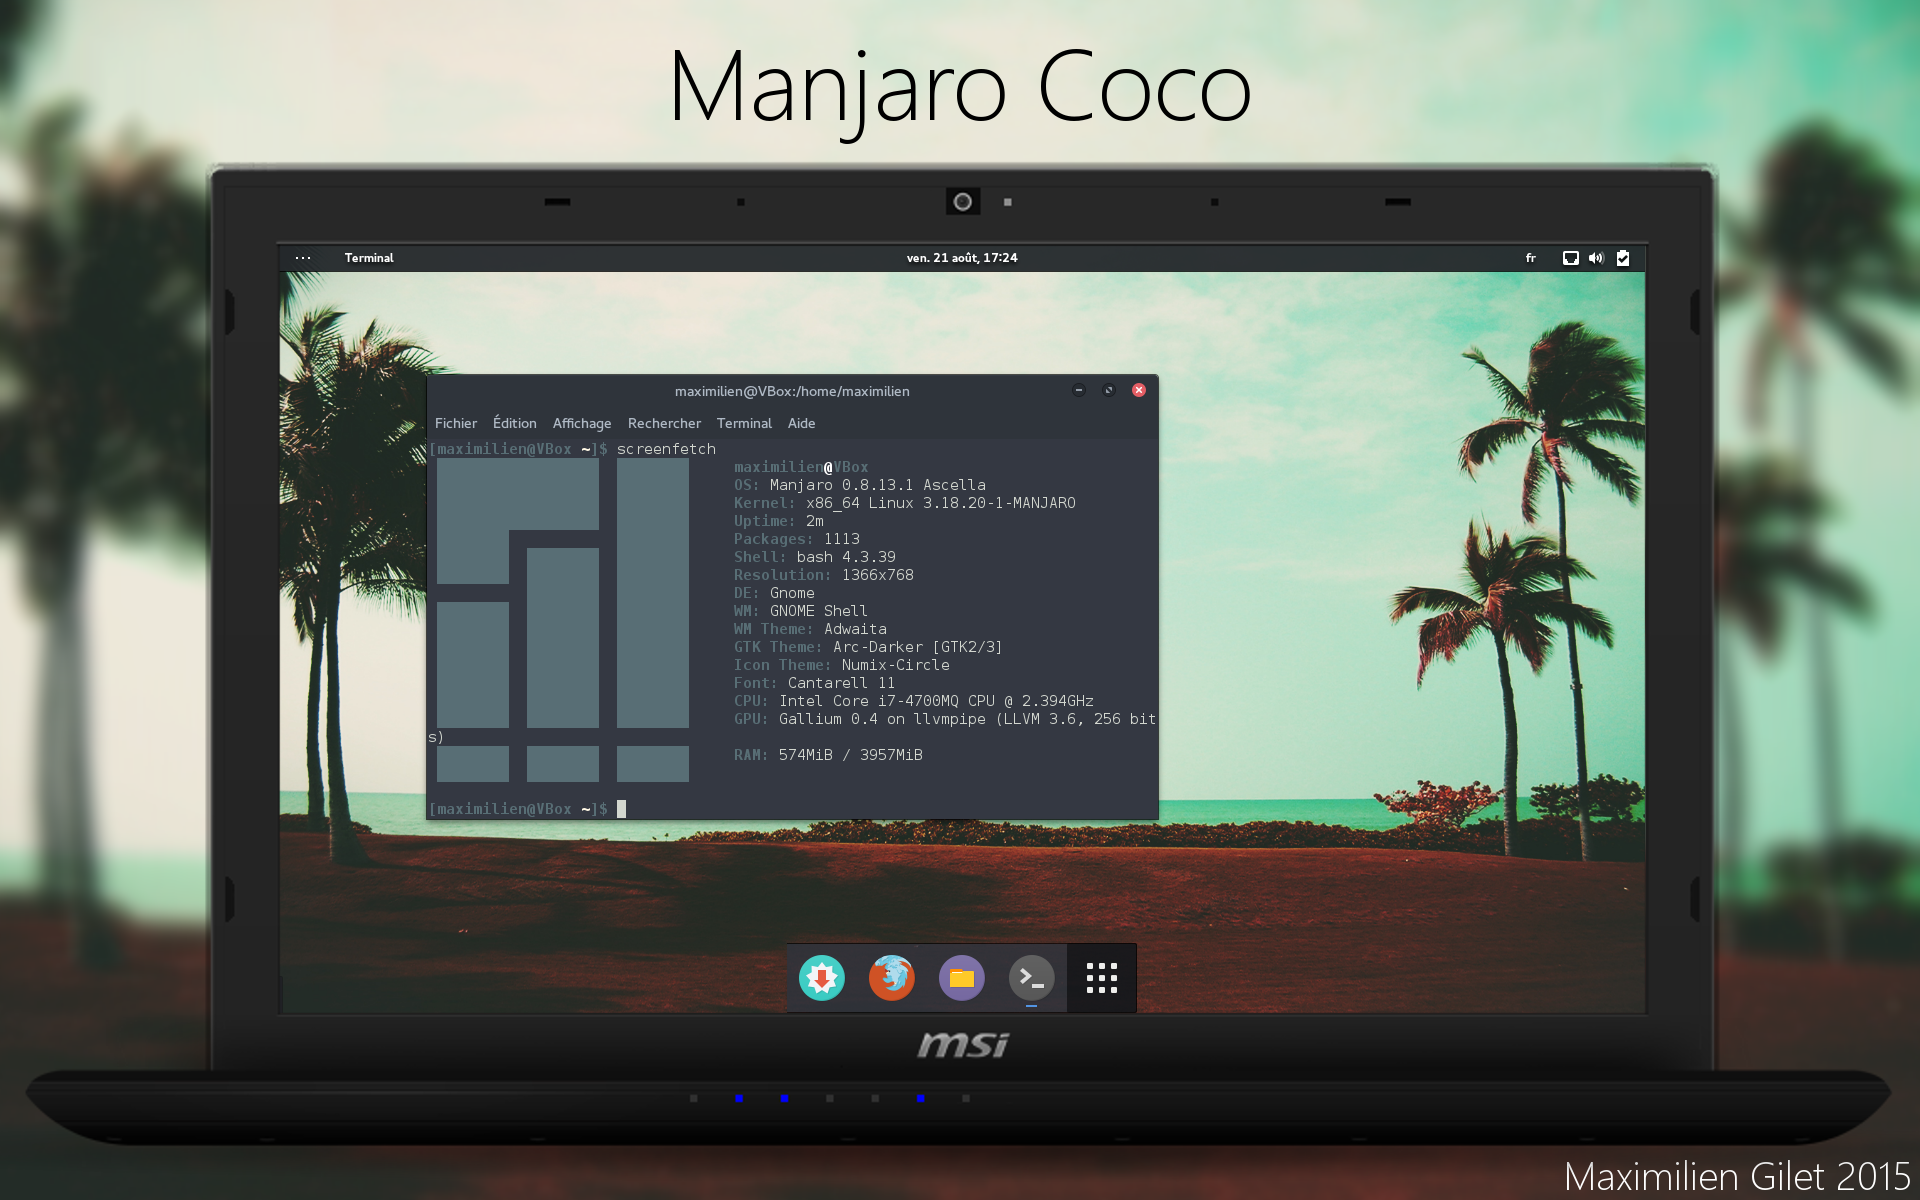 Manjaro Coco
... Terminal ven. 21 août, 17:24 fr
maximilien@VBox:/home/maximilien
Fichier Édition Affichage Rechercher Terminal Aide
[maximilien@VBox ~]$ screenfetch
maximilien@VBox
OS: Manjaro 0.8.13.1 Ascella
Kernel: x86_64 Linux 3.18.20-1-MANJARO
Uptime: 2m
Packages: 1113
Shell: bash 4.3.39
Resolution: 1366x768
DE: Gnome
WM: GNOME Shell
WM Theme: Adwaita
GTK Theme: Arc-Darker [GTK2/3]
Icon Theme: Numix-Circle
Font: Cantarell 11
CPU: Intel Core i7-4700MQ CPU @ 2.394GHz
GPU: Gallium 0.4 on llvmpipe (LLVM 3.6, 256 bit
s)
RAM: 574MiB / 3957MiB
[maximilien@VBox ~]$
msi
Maximilien Gilet 2015